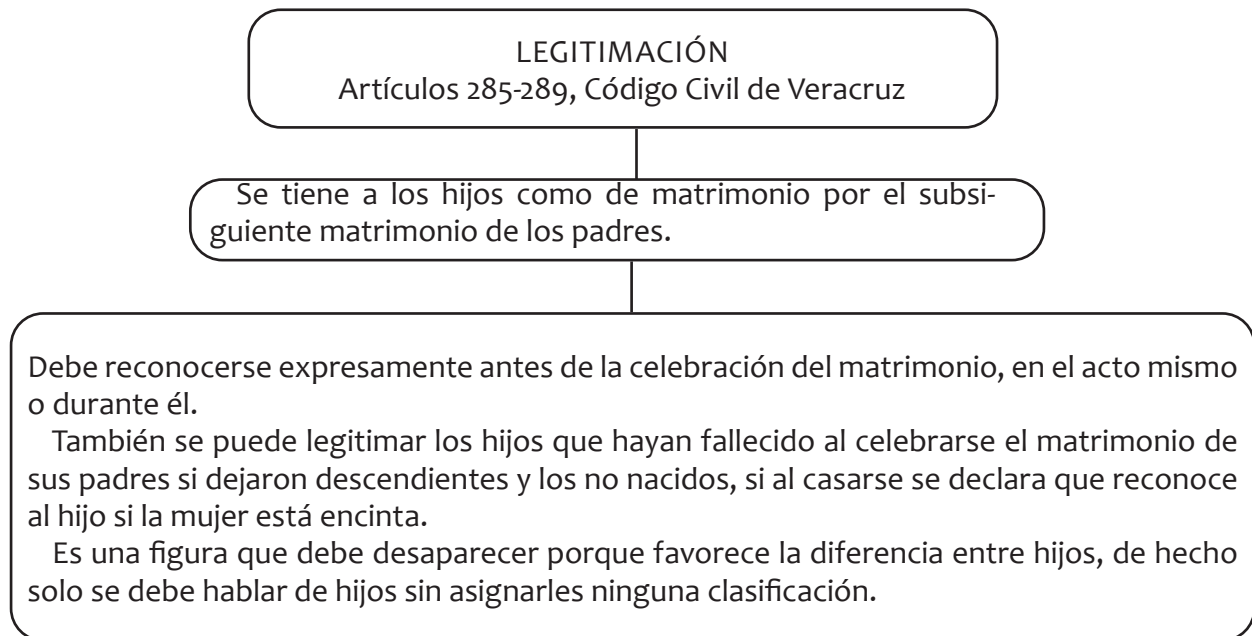 LEGITIMACIÓN
Artículos 285-289, Código Civil de Veracruz
Se tiene a los hijos como de matrimonio por el subsi-
guiente matrimonio de los padres.
Debe reconocerse expresamente antes de la celebración del matrimonio, en el acto mismo
o durante él.
También se puede legitimar los hijos que hayan fallecido al celebrarse el matrimonio de
sus padres si dejaron descendientes y los no nacidos, si al casarse se declara que reconoce
al hijo si la mujer está encinta.
Es una figura que debe desaparecer porque favorece la diferencia entre hijos, de hecho
solo se debe hablar de hijos sin asignarles ninguna clasificación.